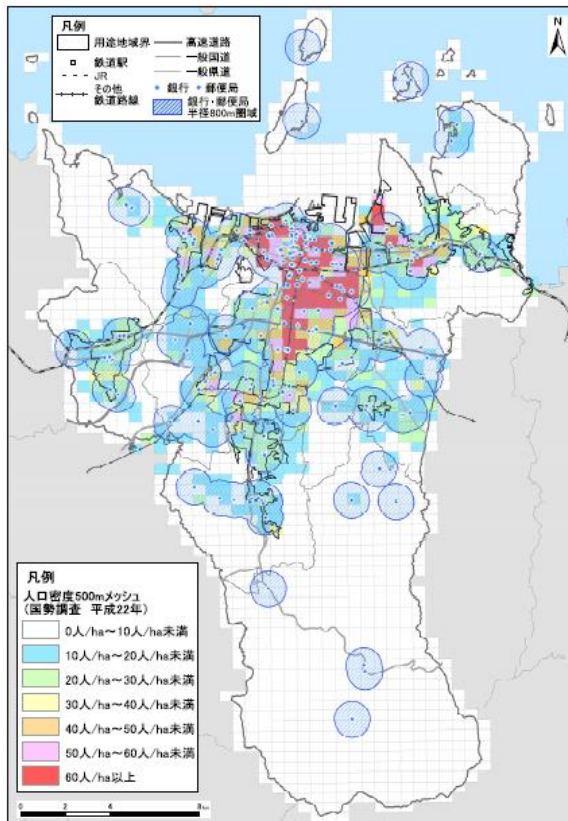 凡例
用途地域界
鉄道駅
JR
その他
鉄道路線
高速道路
一般国道
一般県道
銀行・郵便局
銀行・郵便局
半径800m圏域
N
凡例
人口密度500mメッシュ
(国勢調査 平成22年)
0人/ha～10人/ha未満
10人/ha～20人/ha未満
20人/ha～30人/ha未満
30人/ha～40人/ha未満
40人/ha～50人/ha未満
50人/ha～60人/ha未満
60人/ha以上
0 2 4 8